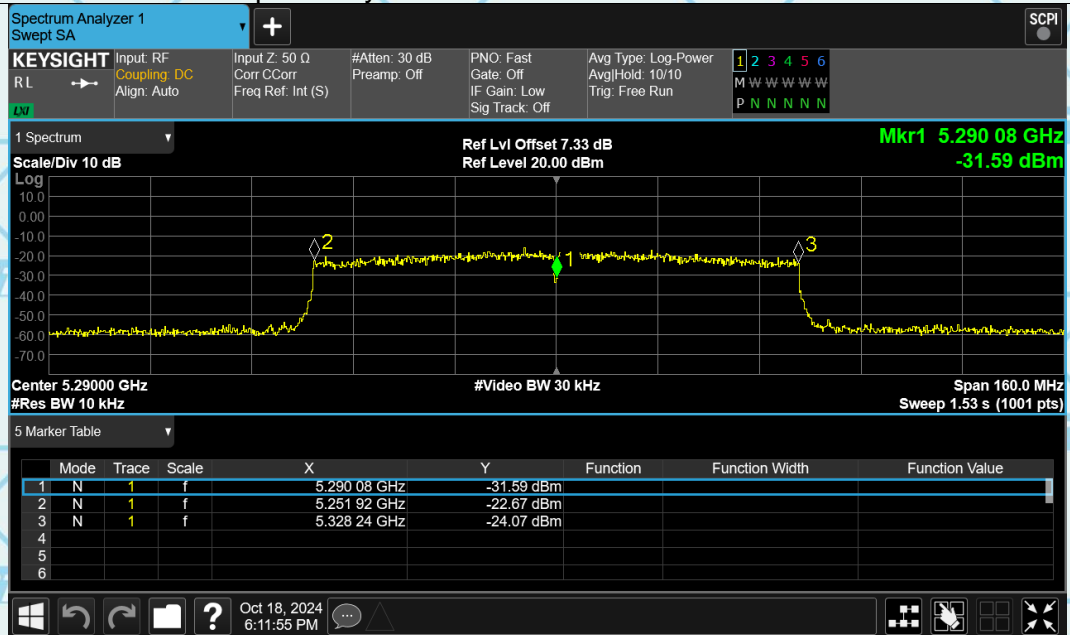 Spectrum Analyzer 1
Swept SA
+
SCPI
KEYSIGHT Input: RF Input Z: 50 Ω #Atten: 30 dB PNO: Fast Avg Type: Log-Power 1 2 3 4 5 6
RL Coupling: DC Corr CCorr Preamp: Off Gate: Off Avg|Hold: 10/10 M W W W W W
Align: Auto Freq Ref: Int (S) IF Gain: Low Trig: Free Run
LXI Sig Track: Off P N N N N N
1 Spectrum Ref Lvl Offset 7.33 dB Mkr1 5.290 08 GHz
Scale/Div 10 dB Ref Level 20.00 dBm -31.59 dBm
Log
10.0
0.00
-10.0
-20.0
-30.0
-40.0
-50.0
-60.0
-70.0
2
1
3
Center 5.29000 GHz #Video BW 30 kHz Span 160.0 MHz
#Res BW 10 kHz Sweep 1.53 s (1001 pts)
5 Marker Table
Mode Trace Scale X Y Function Function Width Function Value
1 N 1 f 5.290 08 GHz -31.59 dBm
2 N 1 f 5.251 92 GHz -22.67 dBm
3 N 1 f 5.328 24 GHz -24.07 dBm
4
5
6
? Oct 18, 2024
6:11:55 PM